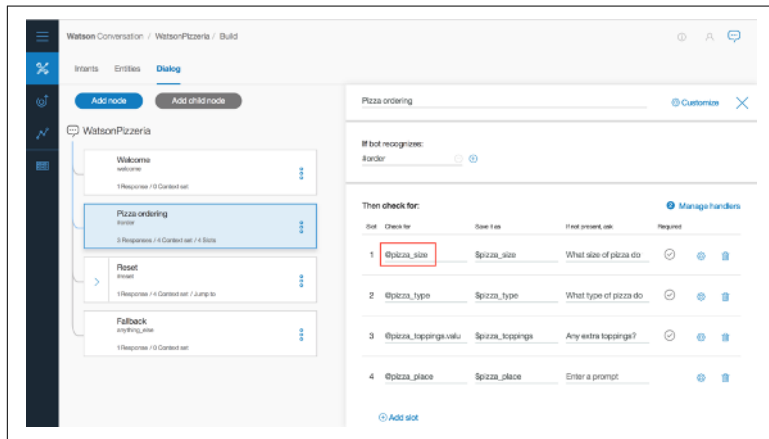 Watson Conversation / WatsonPizzeria / Build
Intents Entities Dialog
Add node Add child node
WatsonPizzeria
Welcome
welcome
1 Response / 0 Context set
Pizza ordering
#order
3 Responses / 4 Context set / 4 Slots
Reset
#reset
1 Response / 4 Context set / Jump to
Fallback
anything_else
1 Response / 0 Context set
Pizza ordering Customize
If bot recognizes:
#order
Then check for: Manage handlers
Slot Check for Save it as If not present, ask Required
1 @pizza_size $pizza_size What size of pizza do
2 @pizza_type $pizza_type What type of pizza do
3 @pizza_toppings.valu $pizza_toppings Any extra toppings?
4 @pizza_place $pizza_place Enter a prompt
Add slot